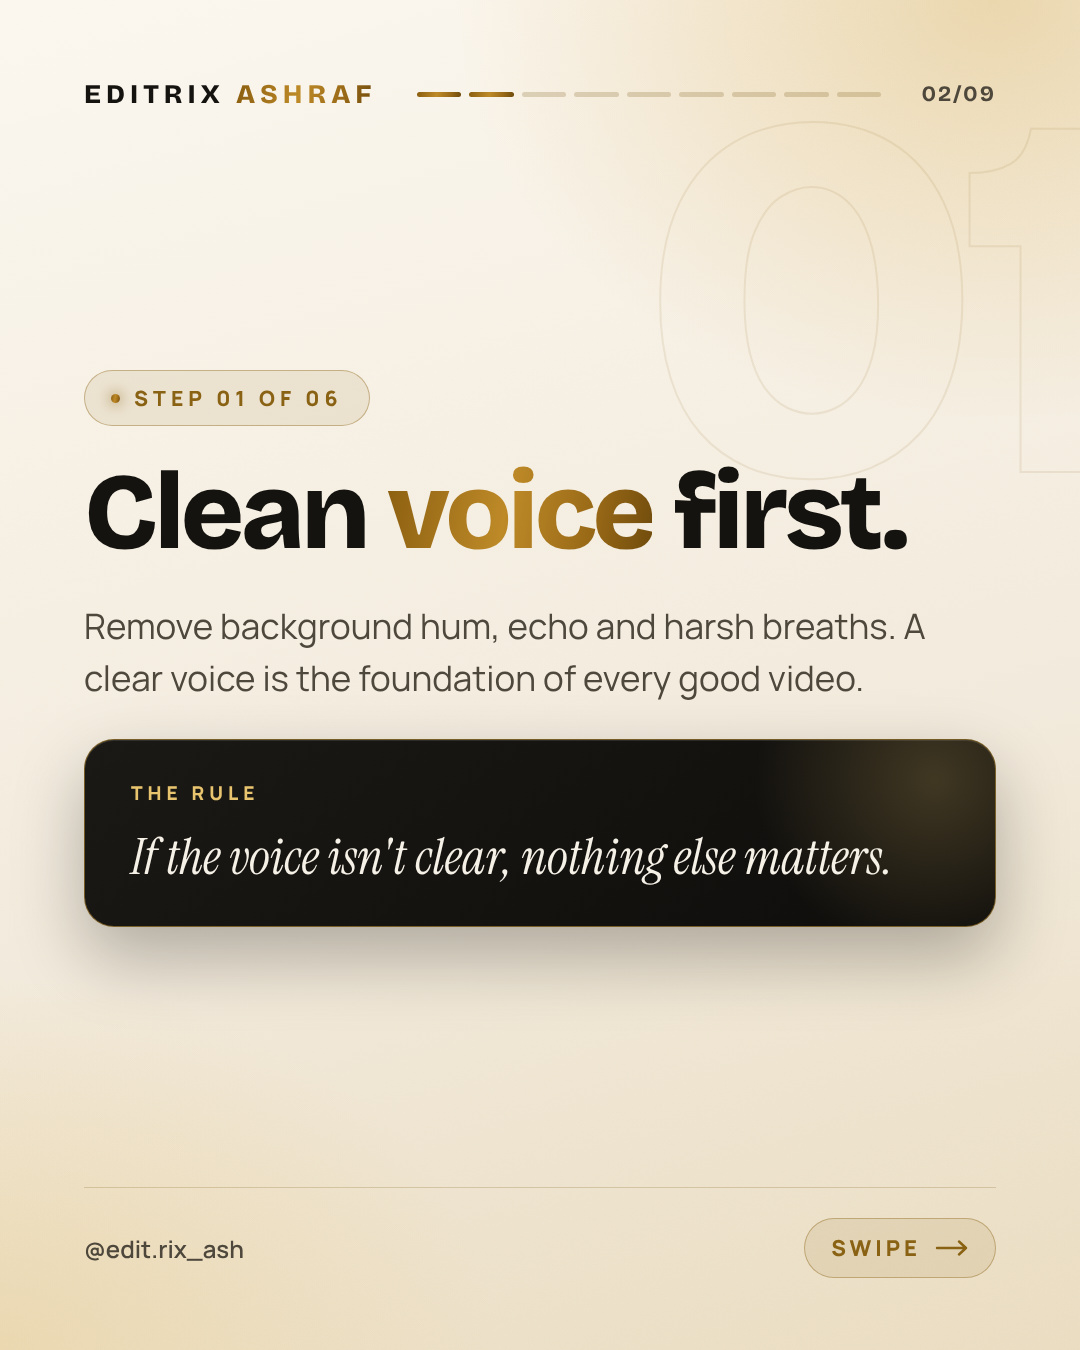 EDITRIX ASHRAF
02/09
01
STEP 01 OF 06
Clean voice first.
Remove background hum, echo and harsh breaths. A
clear voice is the foundation of every good video.
THE RULE
If the voice isn't clear, nothing else matters.
@edit.rix_ash
SWIPE →